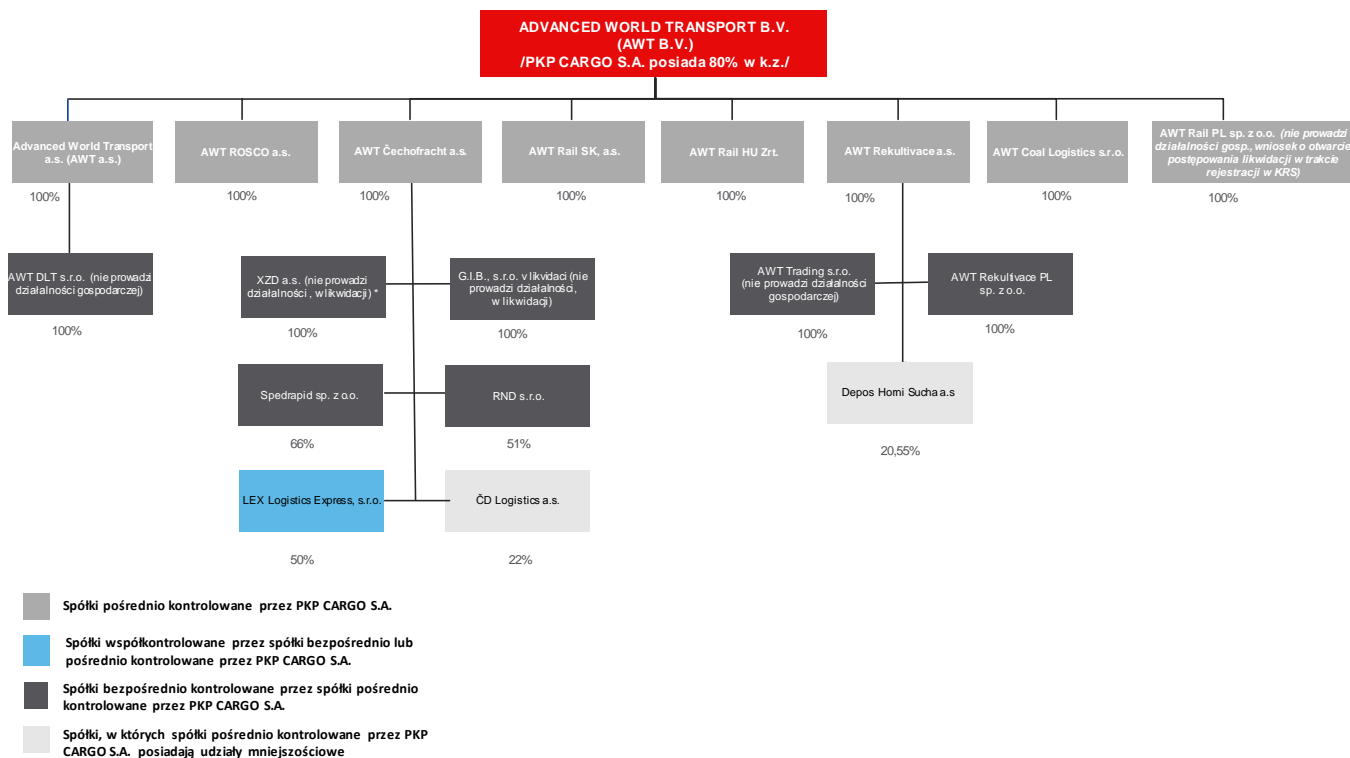 ADVANCED WORLD TRANSPORT B.V.
(AWT B.V.)
/PKP CARGO S.A. posiada 80% w k.z./
Advanced World Transport
a.s. (AWT a.s.)
100%
AWT ROSCO a.s.
100%
AWT Čechofracht a.s.
100%
AWT Rail SK, a.s.
100%
AWT Rail HU Zrt.
100%
AWT Rekultivace a.s.
100%
AWT Coal Logistics s.r.o.
100%
AWT Rail PL sp. z o.o. (nie prowadzi
działalności gosp., wniosek o otwarcie
postępowania likwidacji w trakcie
rejestracji w KRS)
100%
AWT DLT s.r.o. (nie prowadzi
działalności gospodarczej)
100%
XZD a.s. (nie prowadzi
działalności , w likwidacji) *
100%
G.I.B., s.r.o. v likvidaci (nie
prowadzi działalności,
w likwidacji)
100%
AWT Trading s.r.o.
(nie prowadzi działalności
gospodarczej)
100%
AWT Rekultivace PL
sp. z o.o.
100%
Spedrapid sp. z o.o.
66%
RND s.r.o.
51%
Depos Horni Sucha a.s
20,55%
LEX Logistics Express, s.r.o.
50%
ČD Logistics a.s.
22%
Spółki pośrednio kontrolowane przez PKP CARGO S.A.
Spółki współkontrolowane przez spółki bezpośrednio lub
pośrednio kontrolowane przez PKP CARGO S.A.
Spółki bezpośrednio kontrolowane przez spółki pośrednio
kontrolowane przez PKP CARGO S.A.
Spółki, w których spółki pośrednio kontrolowane przez PKP
CARGO S.A. posiadają udziały mniejszościowe